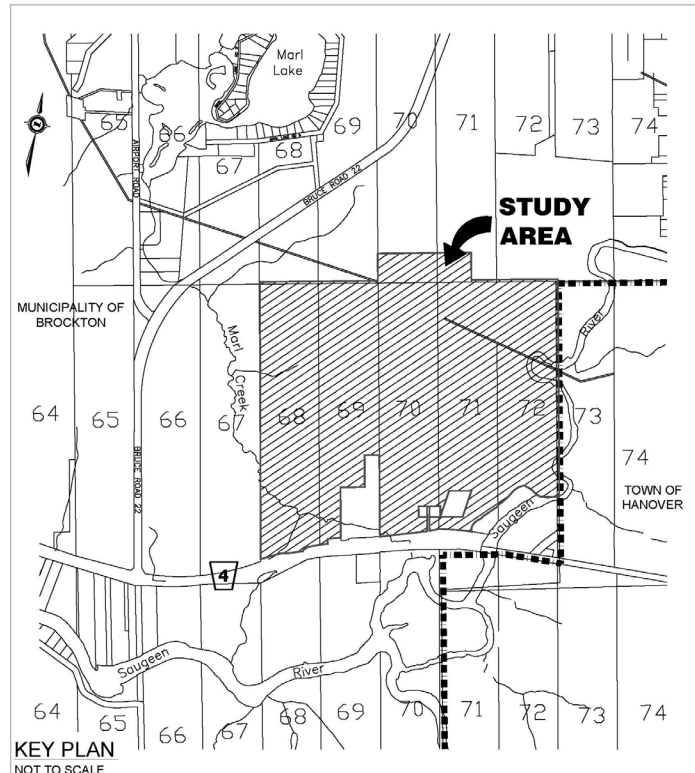 Marl
Lake
65
66
67
68
69
70
71
72
73
74
AIRPORT ROAD
BRUCE ROAD 22
STUDY
AREA
MUNICIPALITY OF
BROCKTON
Marl
Creek
River
64
65
66
67
68
69
70
71
72
73
74
TOWN OF
HANOVER
BRUCE ROAD 22
Saugeen
4
Saugeen
River
64
65
66
67
68
69
70
71
72
73
74
KEY PLAN
NOT TO SCALE